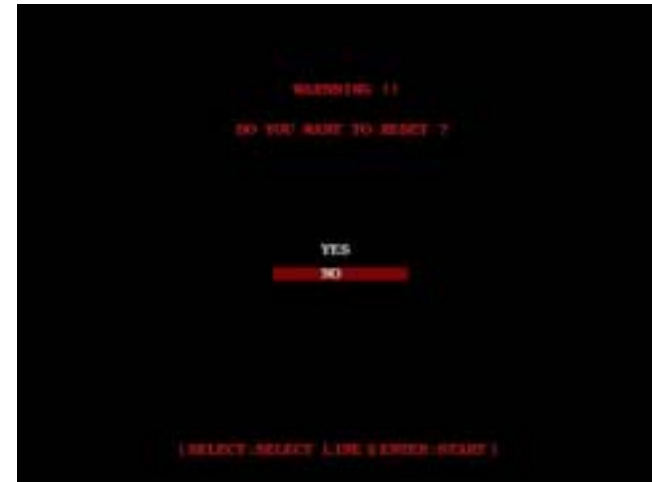 WARNING !!
DO YOU WANT TO RESET ?
YES
NO
[SELECT:SELECT LINE & ENTER:START]